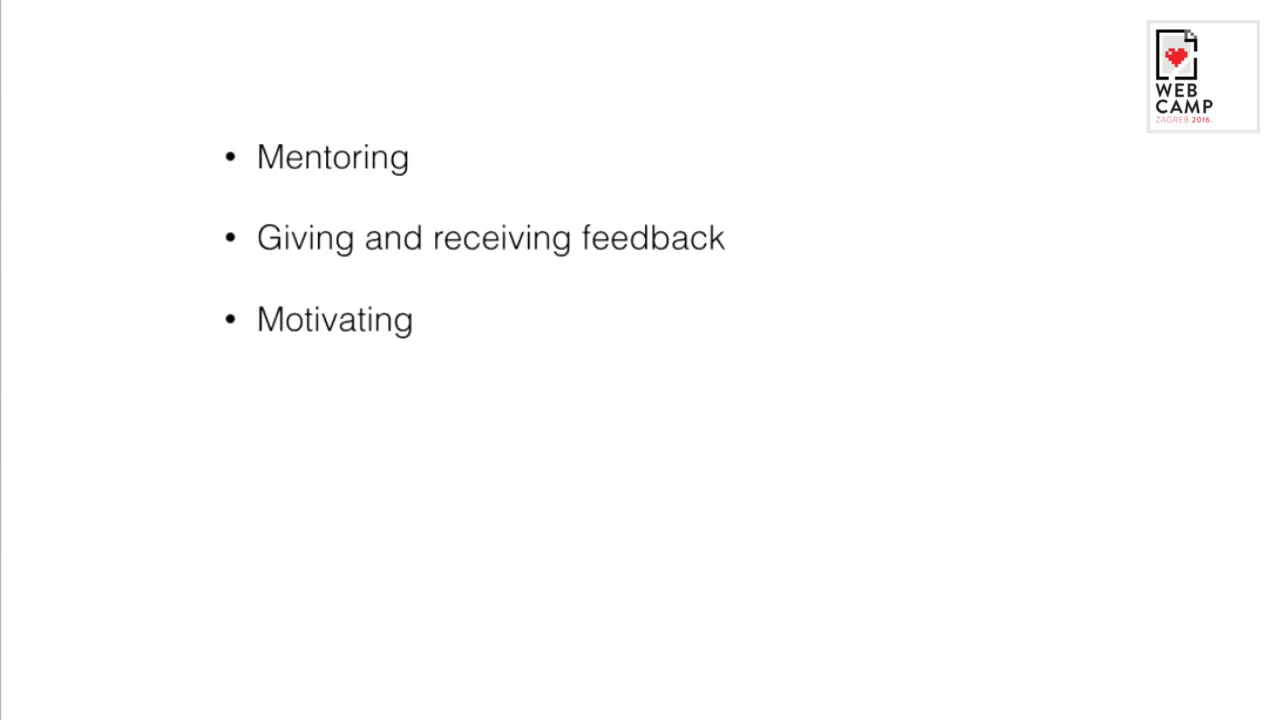 WEB
CAMP
ZAGREB 2016.
• Mentoring
• Giving and receiving feedback
• Motivating